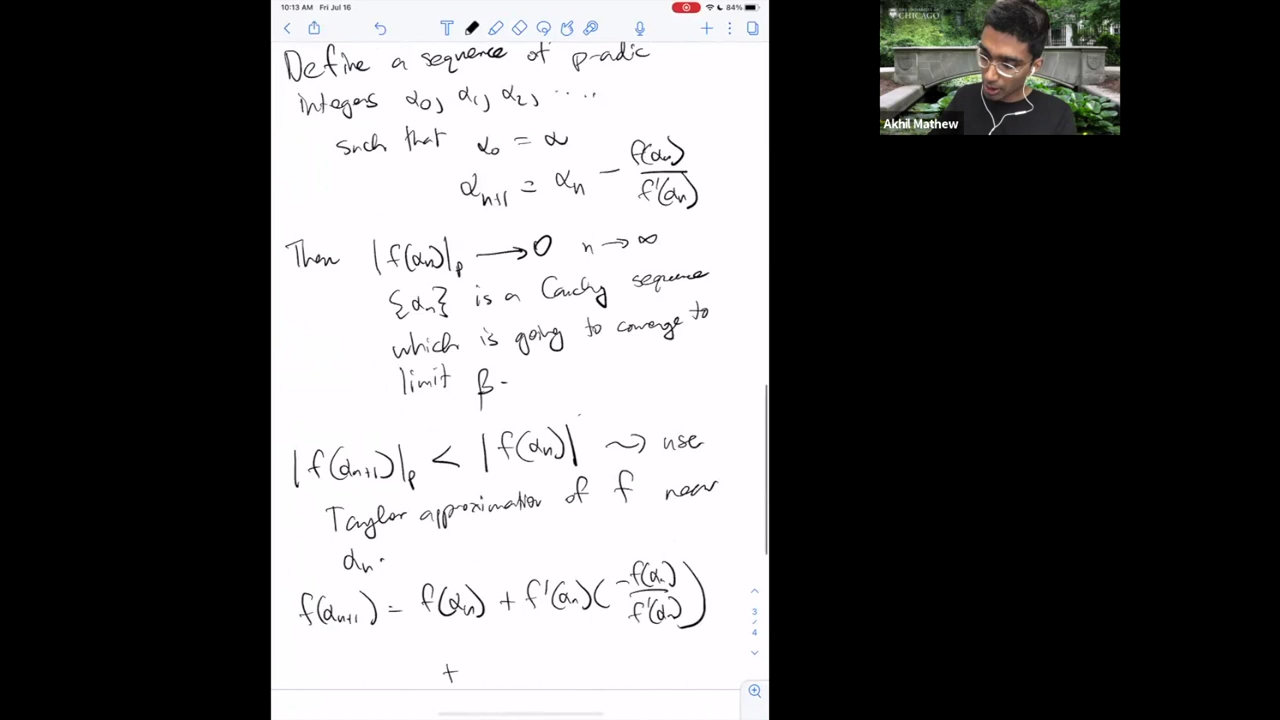 10:13 AM Fri Jul 16
84%
Define a sequence of p-adic
integers α₀, α₁, α₂, ....
such that α₀ = α
αₙ₊₁ = αₙ − f(αₙ)/f'(αₙ)
Then |f(αₙ)|ₚ → 0 n → ∞
{αₙ} is a Cauchy sequence
which is going to converge to
limit β.
|f(αₙ₊₁)|ₚ < |f(αₙ)| ⇝ use
Taylor approximation of f near
αₙ.
f(αₙ₊₁) = f(αₙ) + f'(αₙ)(−f(αₙ)/f'(αₙ))
+
3
/
4
THE UNIVERSITY OF
CHICAGO
Akhil Mathew